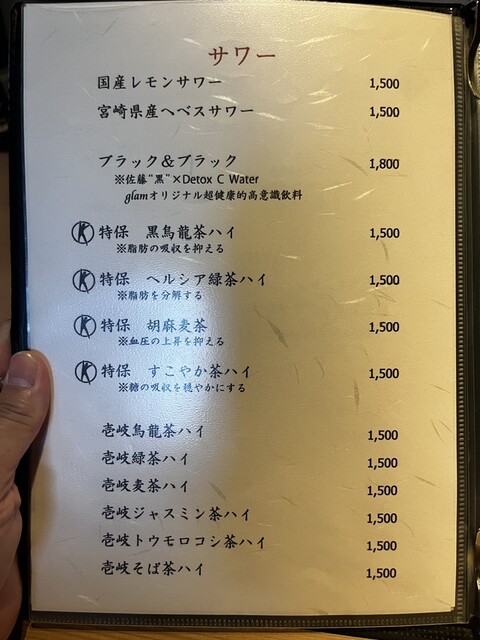 サワー
国産レモンサワー 1,500
宮崎県産ヘベスサワー 1,500
ブラック&ブラック 1,800
※佐藤"黒"×Detox C Water
glamオリジナル超健康的高意識飲料
K 特保 黒烏龍茶ハイ 1,500
※脂肪の吸収を抑える
K 特保 ヘルシア緑茶ハイ 1,500
※脂肪を分解する
K 特保 胡麻麦茶 1,500
※血圧の上昇を抑える
K 特保 すこやか茶ハイ 1,500
※糖の吸収を穏やかにする
壱岐烏龍茶ハイ 1,500
壱岐緑茶ハイ 1,500
壱岐麦茶ハイ 1,500
壱岐ジャスミン茶ハイ 1,500
壱岐トウモロコシ茶ハイ 1,500
壱岐そば茶ハイ 1,500